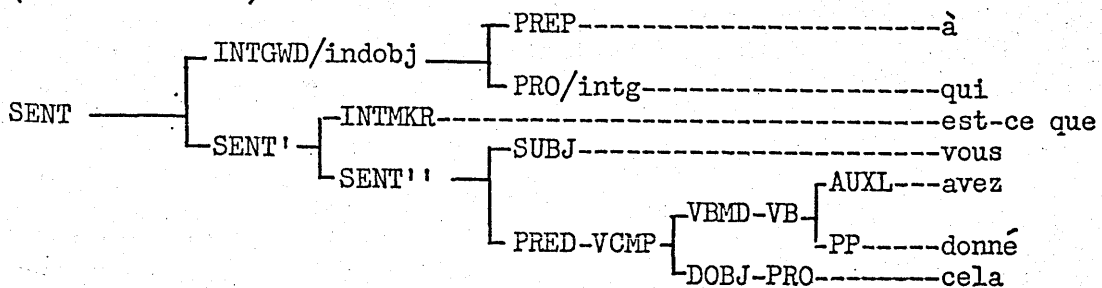 PREP à
INTGWD/indobj
PRO/intg qui
SENT
INTMKR est-ce que
SENT'
SUBJ vous
SENT''
AUXL avez
VBMD-VB
PRED-VCMP
PP donné
DOBJ-PRO cela